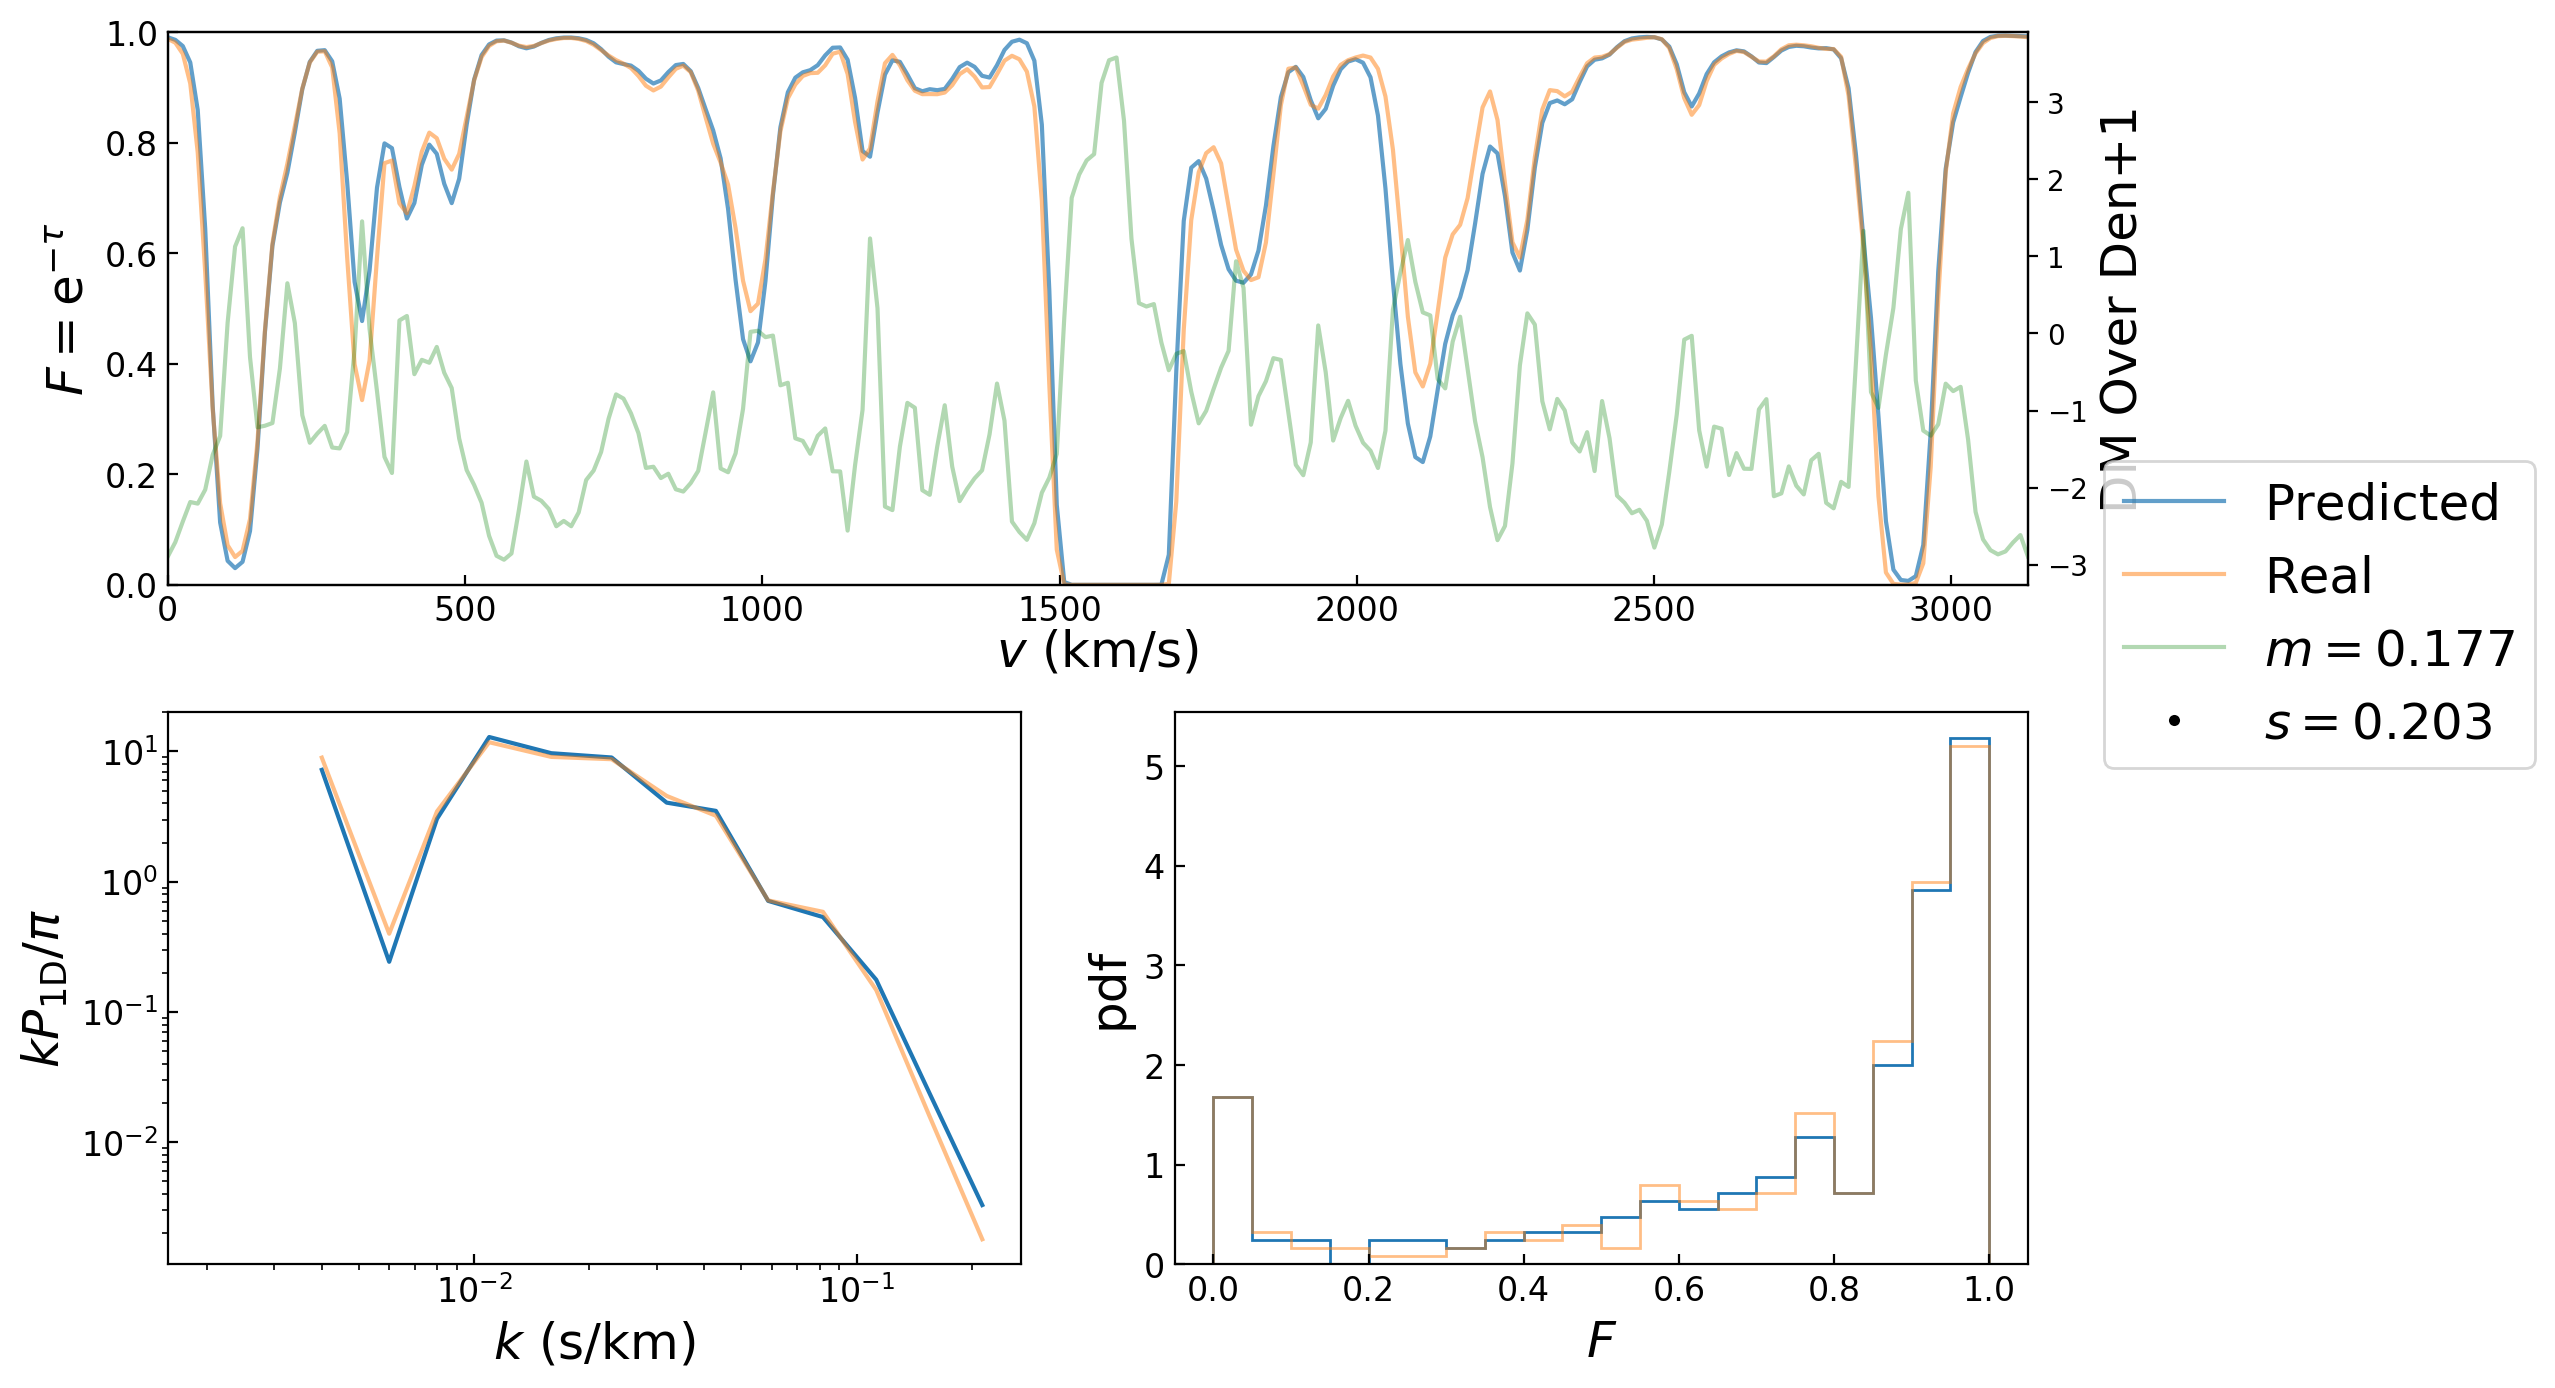 1.0
0.8
0.6
0.4
0.2
0.0
F = e^{−τ}
3
2
1
0
−1
−2
−3
DM Over Den+1
0 500 1000 1500 2000 2500 3000
v (km/s)
Predicted
Real
m = 0.177
s = 0.203
10^1
10^0
10^{−1}
10^{−2}
kP_{1D}/π
10^{−2} 10^{−1}
k (s/km)
5
4
3
2
1
0
pdf
0.0 0.2 0.4 0.6 0.8 1.0
F